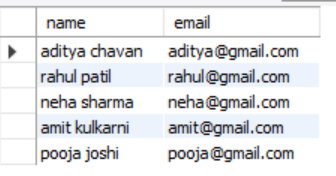 name email
aditya chavan aditya@gmail.com
rahul patil rahul@gmail.com
neha sharma neha@gmail.com
amit kulkarni amit@gmail.com
pooja joshi pooja@gmail.com